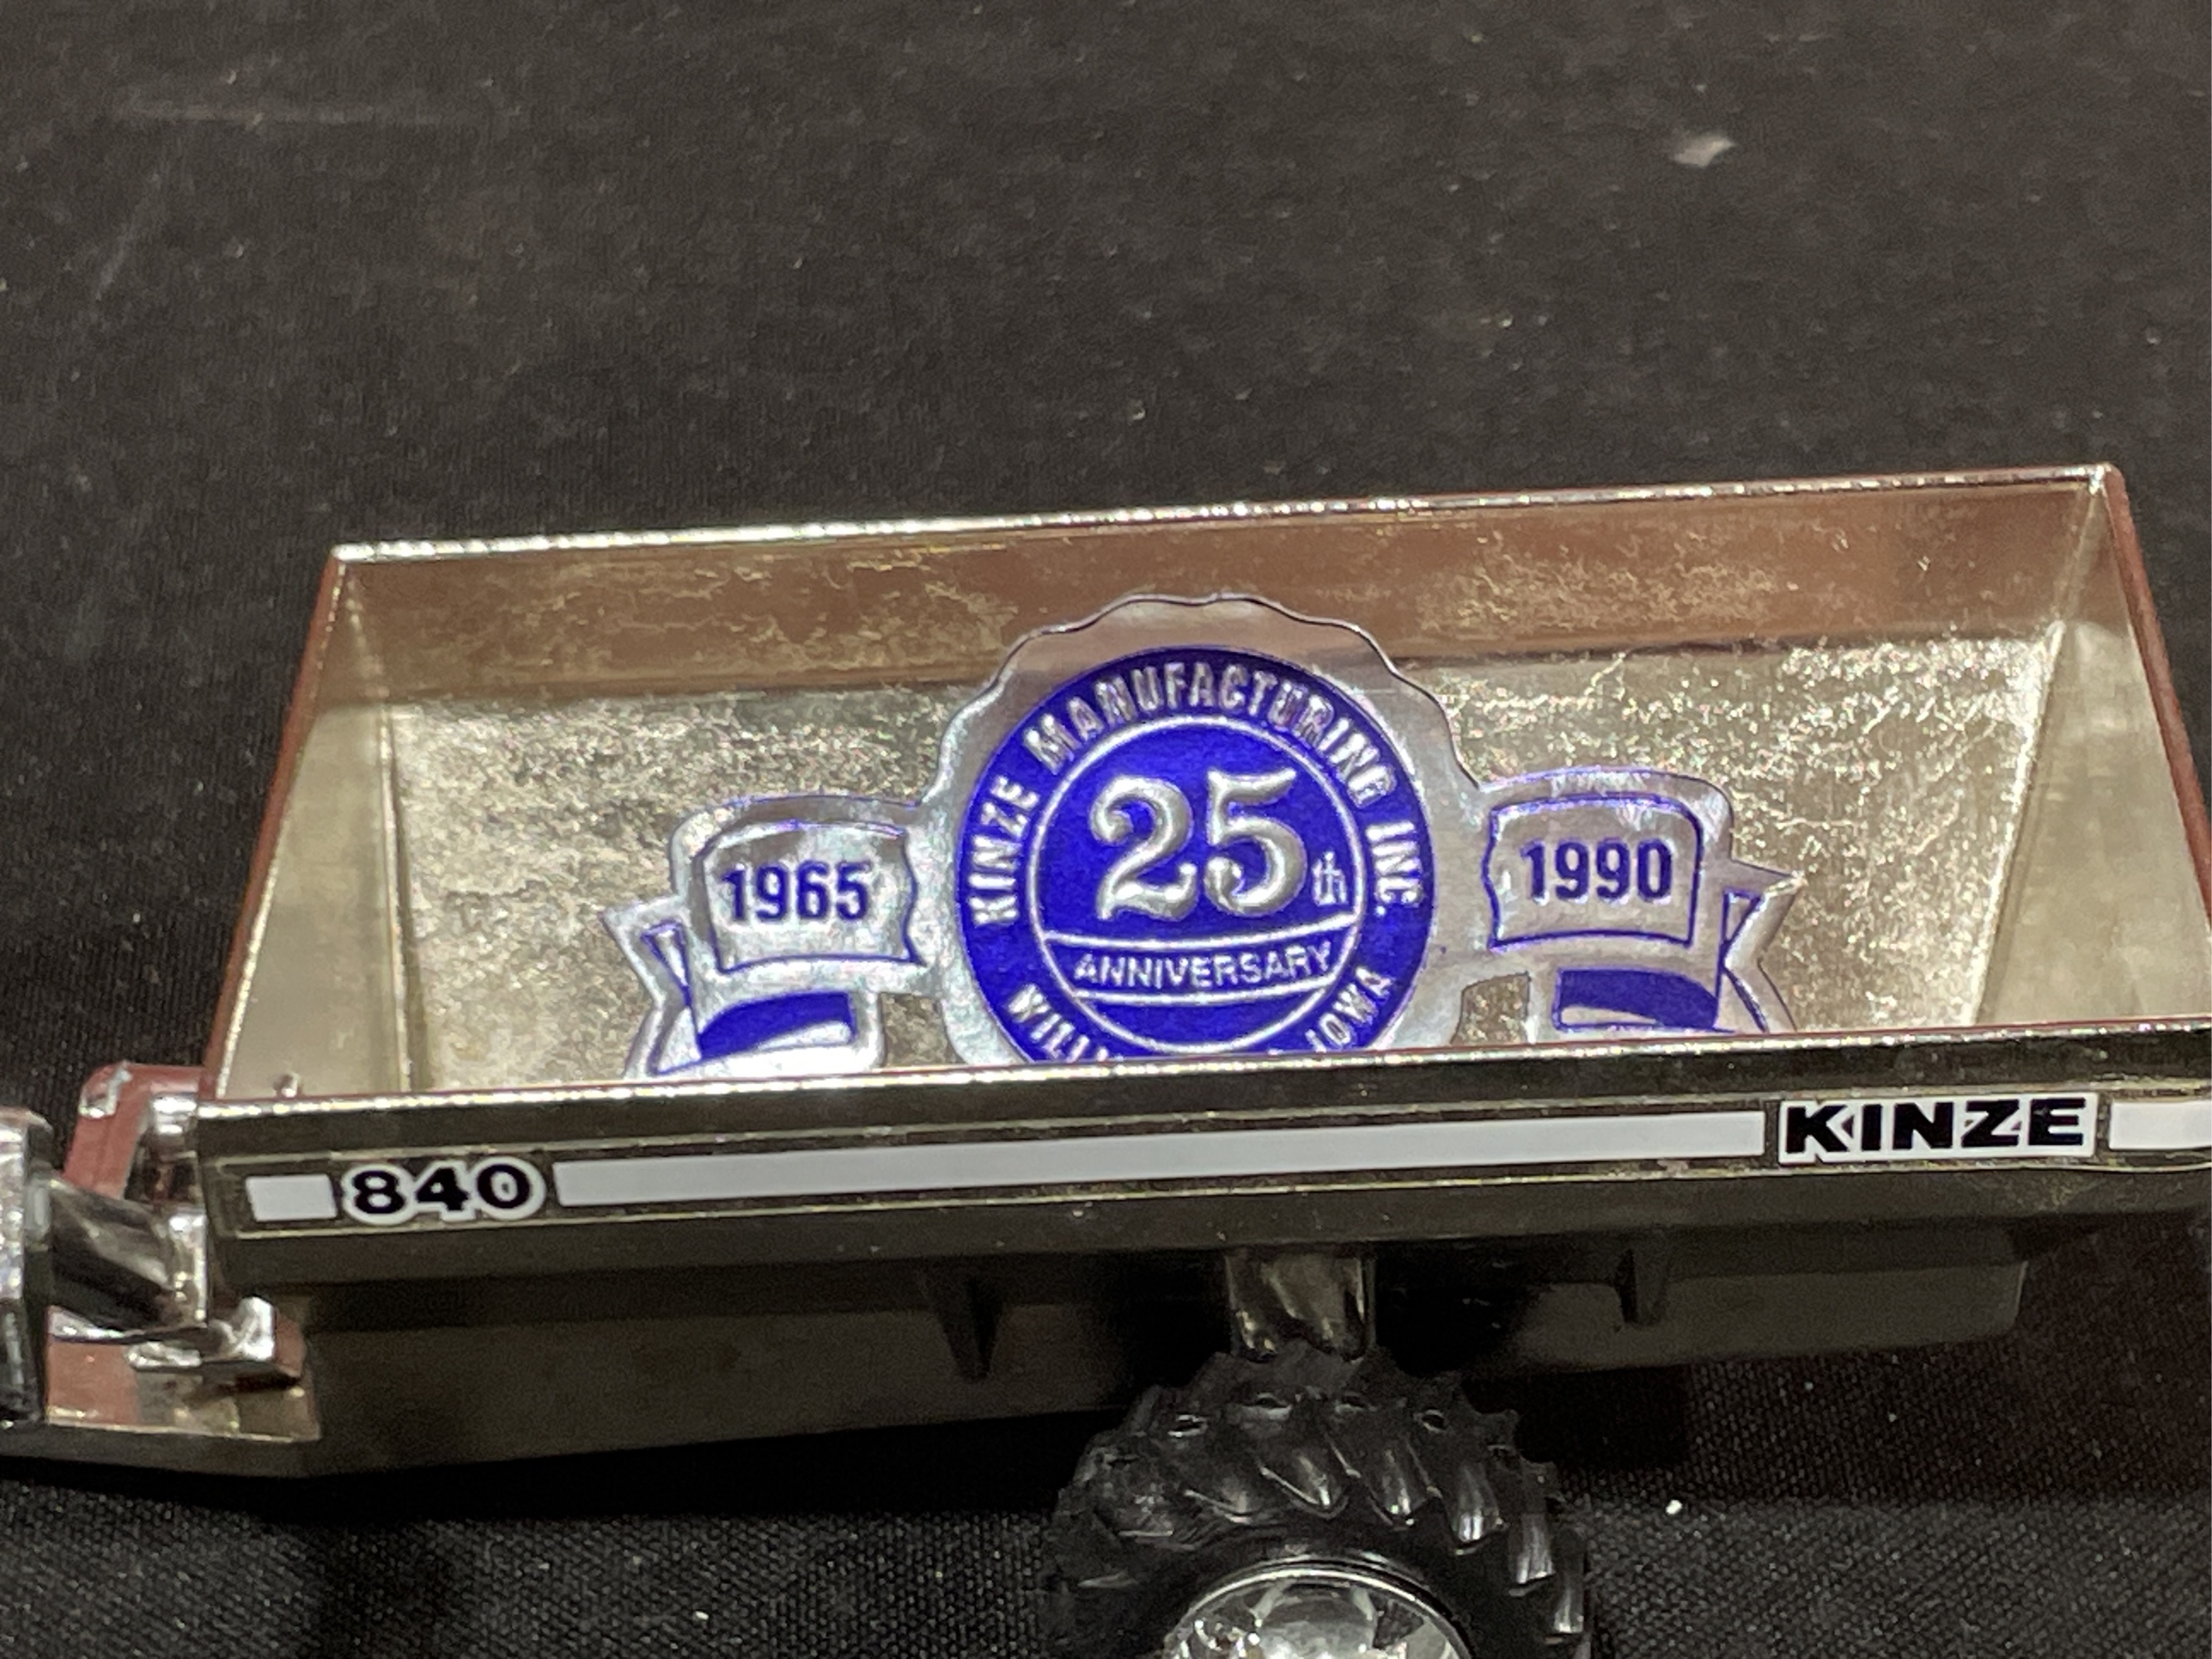 KINZE MANUFACTURING INC.
1965
25th
1990
ANNIVERSARY
IOWA
840
KINZE